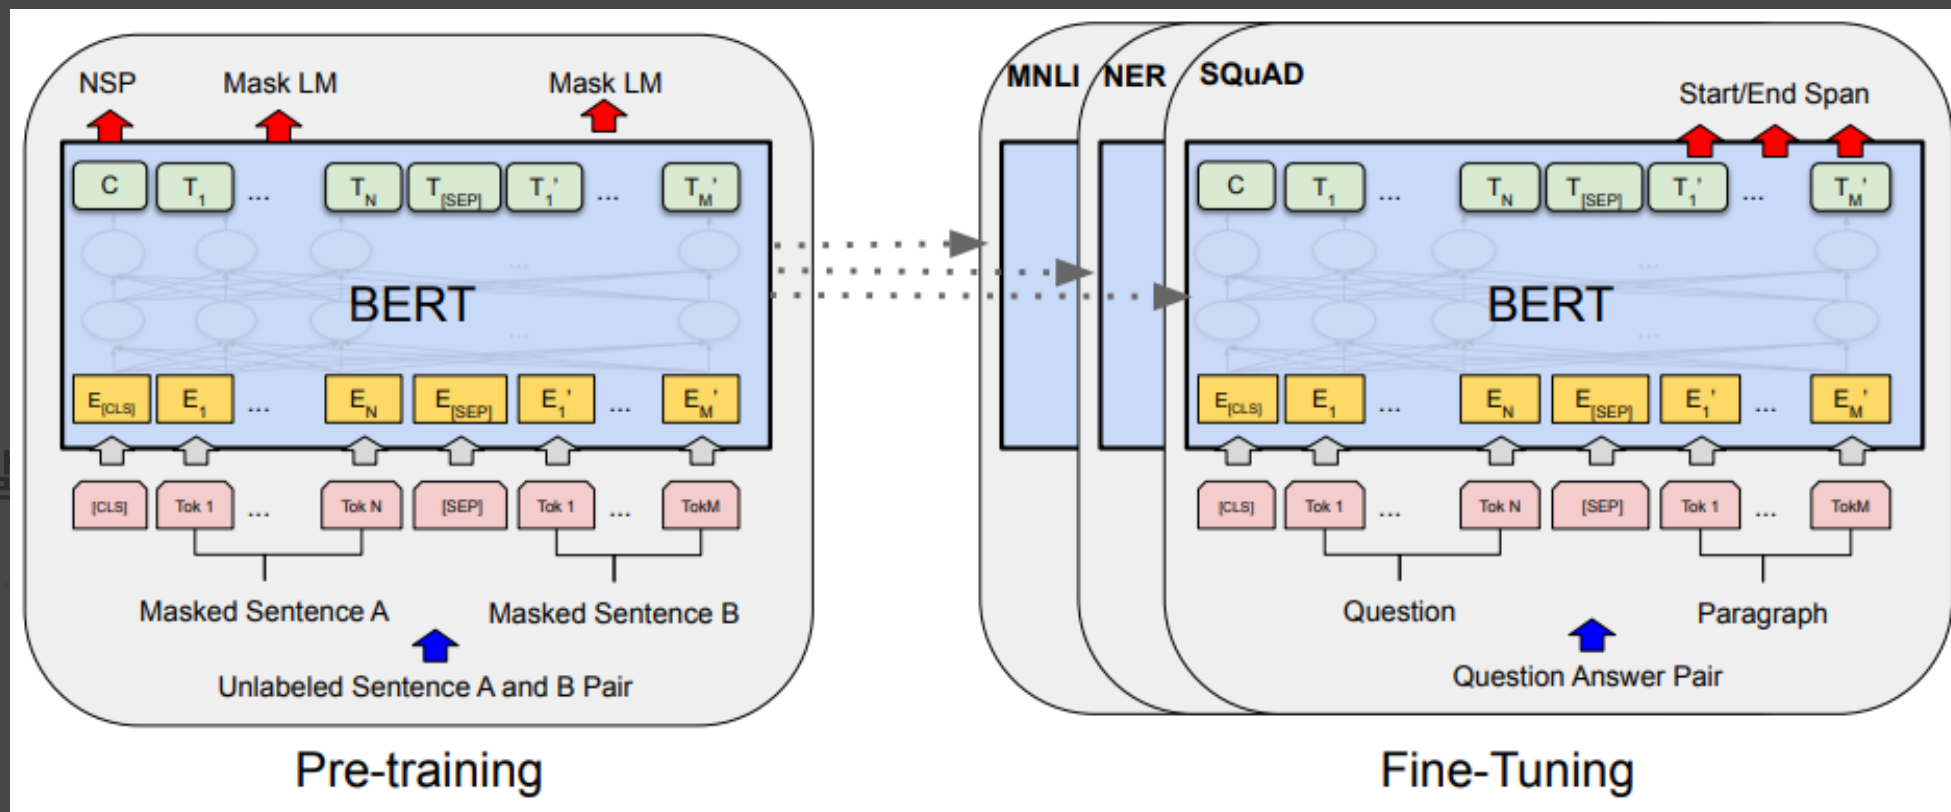 NSP Mask LM Mask LM
C T1 ... TN T[SEP] T1' ... TM'
...
BERT
...
E[CLS] E1 ... EN E[SEP] E1' ... EM'
[CLS] Tok 1 ... Tok N [SEP] Tok 1 ... TokM
Masked Sentence A Masked Sentence B
Unlabeled Sentence A and B Pair
Pre-training
MNLI NER SQuAD
Start/End Span
C T1 ... TN T[SEP] T1' ... TM'
...
BERT
...
E[CLS] E1 ... EN E[SEP] E1' ... EM'
[CLS] Tok 1 ... Tok N [SEP] Tok 1 ... TokM
Question Paragraph
Question Answer Pair
Fine-Tuning